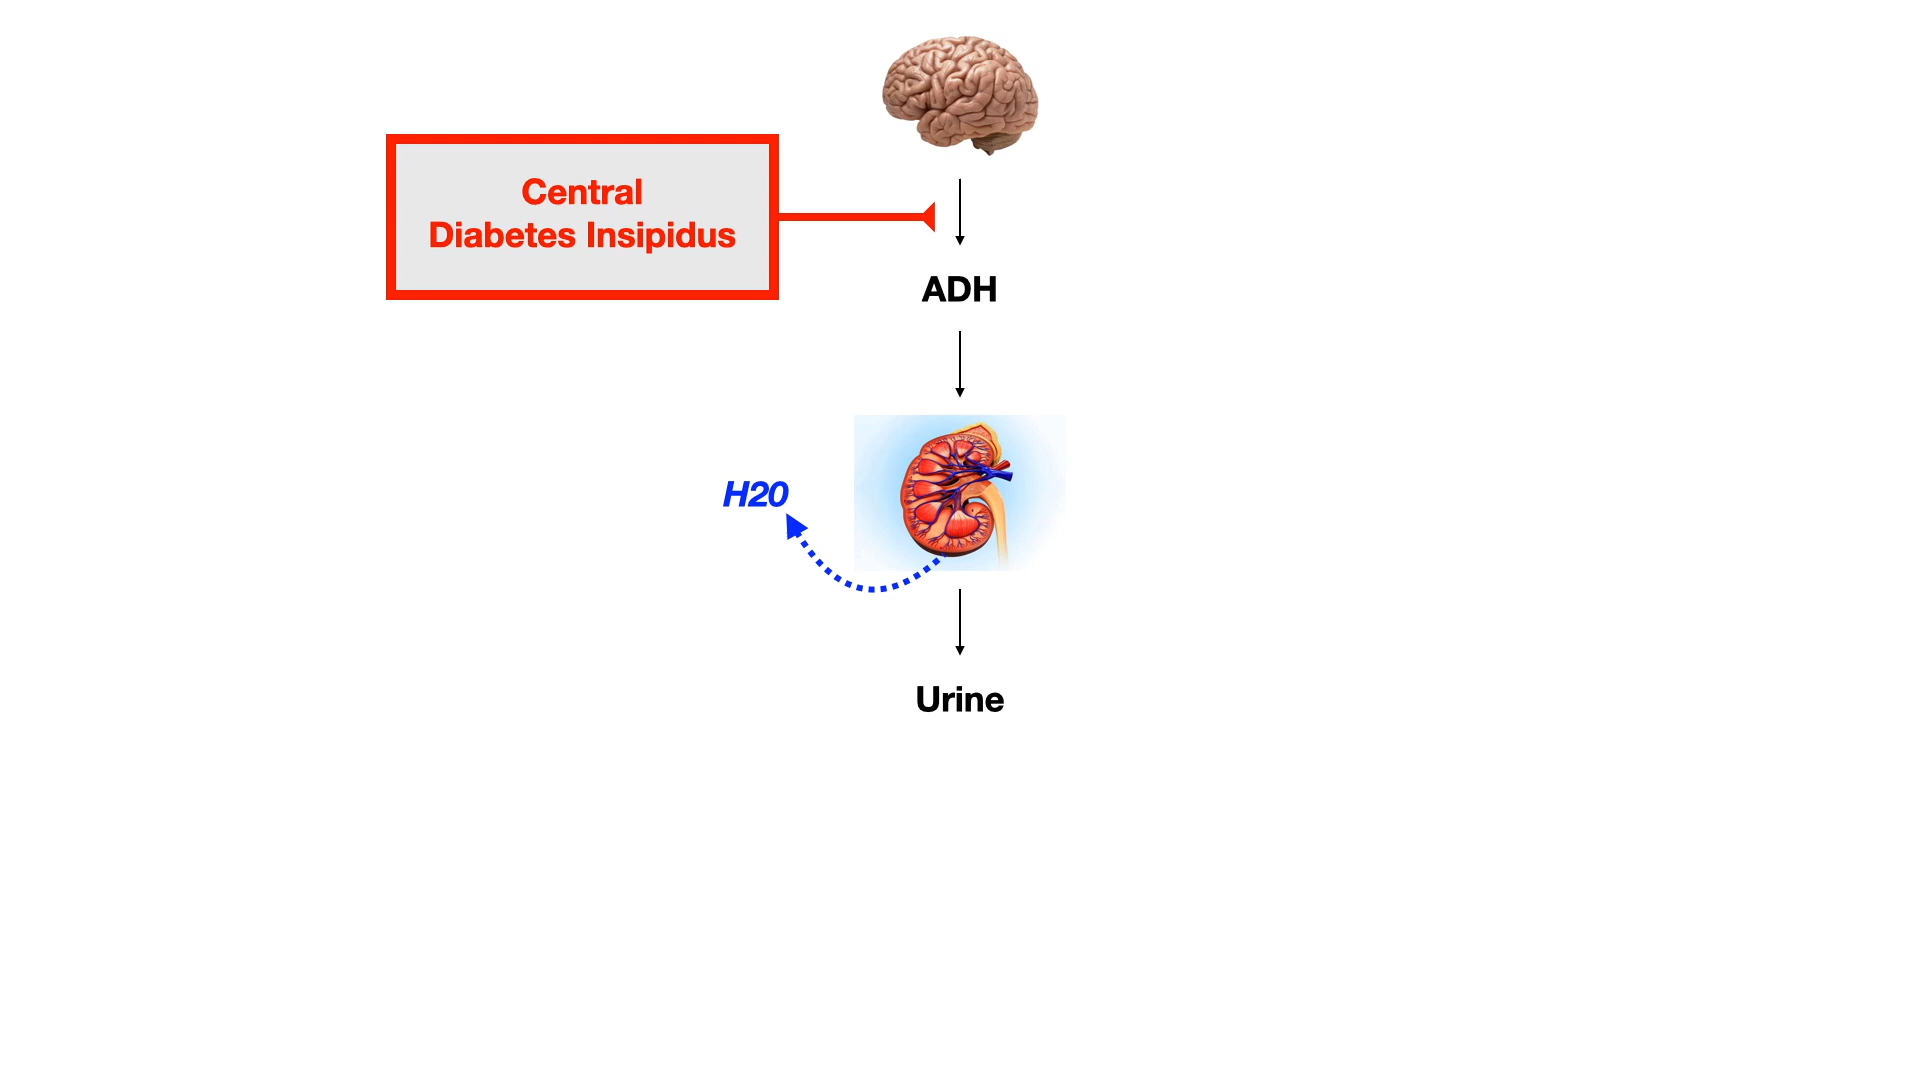 Central
Diabetes Insipidus
ADH
H20
Urine